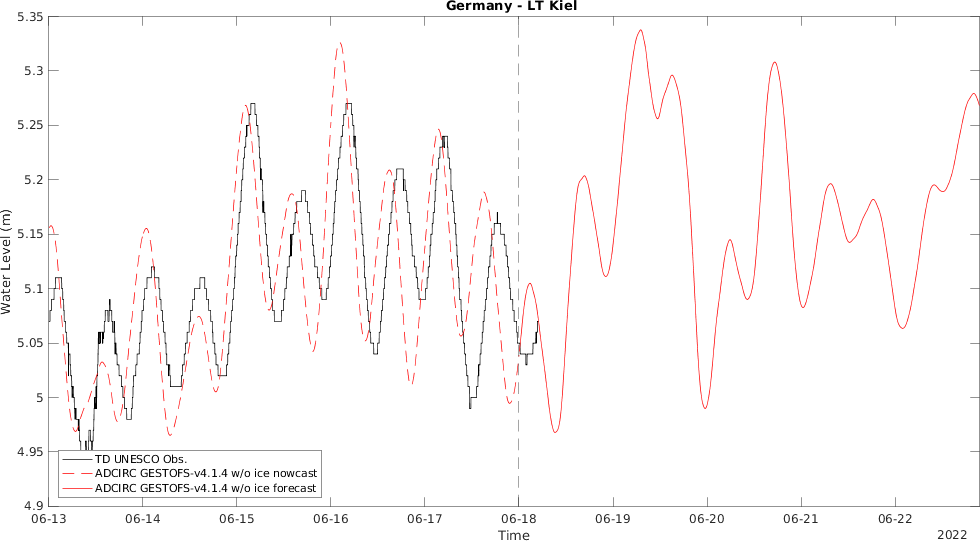 Germany - LT Kiel
5.35
5.3
5.25
5.2
5.15
5.1
5.05
5
4.95
4.9
Water Level (m)
TD UNESCO Obs.
ADCIRC GESTOFS-v4.1.4 w/o ice nowcast
ADCIRC GESTOFS-v4.1.4 w/o ice forecast
06-13 06-14 06-15 06-16 06-17 06-18 06-19 06-20 06-21 06-22
Time
2022